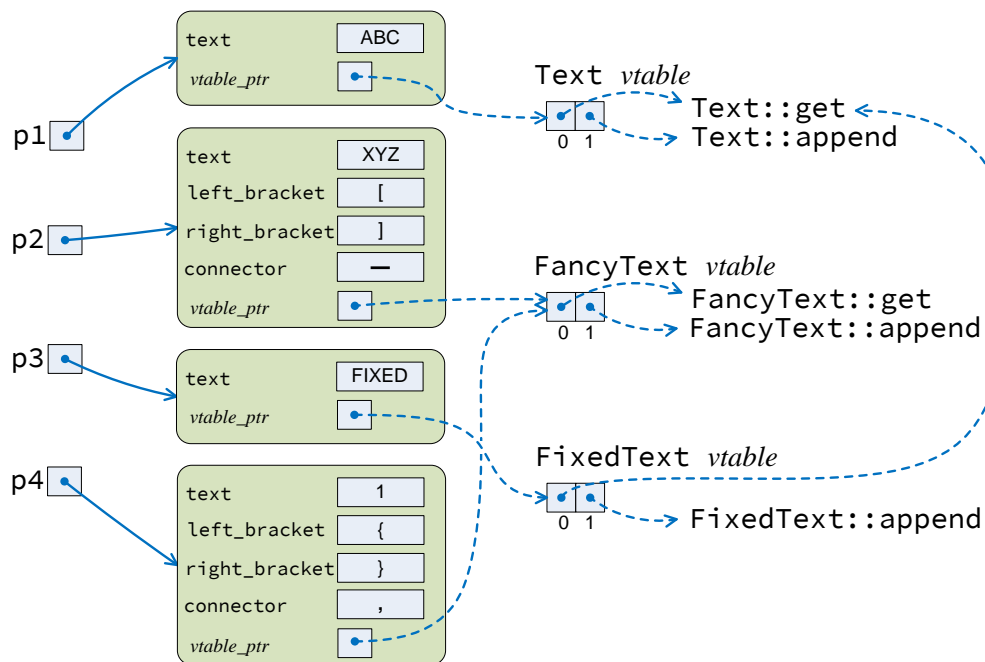 p1
text ABC
vtable_ptr
p2
text XYZ
left_bracket [
right_bracket ]
connector —
vtable_ptr
p3
text FIXED
vtable_ptr
p4
text 1
left_bracket {
right_bracket }
connector ,
vtable_ptr
Text vtable
0 1
Text::get
Text::append
FancyText vtable
0 1
FancyText::get
FancyText::append
FixedText vtable
0 1
FixedText::append